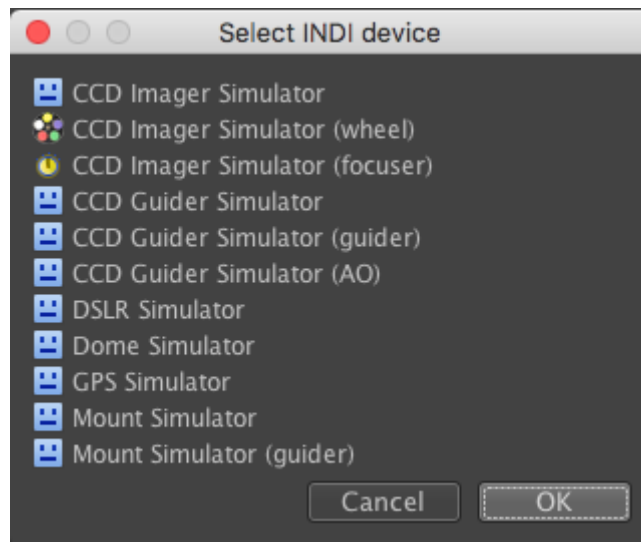 Select INDI device
CCD Imager Simulator
CCD Imager Simulator (wheel)
CCD Imager Simulator (focuser)
CCD Guider Simulator
CCD Guider Simulator (guider)
CCD Guider Simulator (AO)
DSLR Simulator
Dome Simulator
GPS Simulator
Mount Simulator
Mount Simulator (guider)
Cancel OK